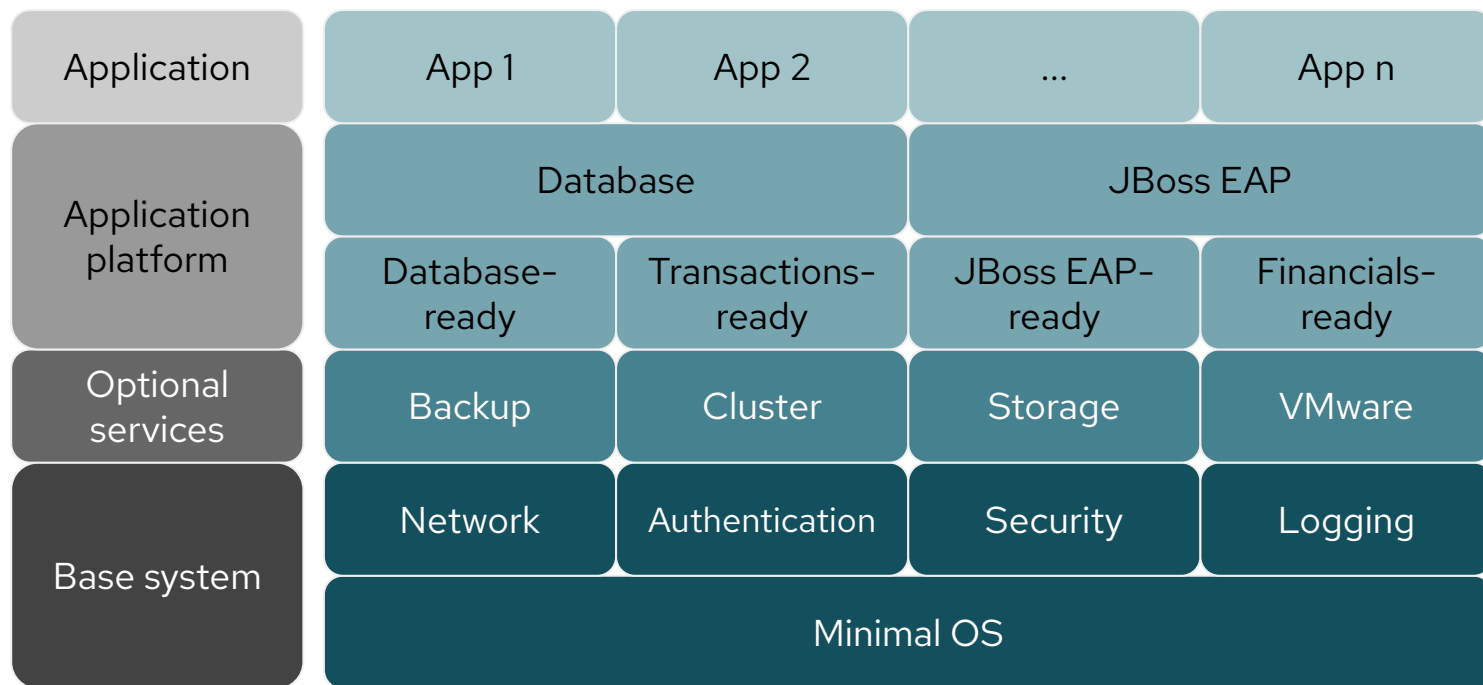 Application
App 1
App 2
...
App n
Application
platform
Database
JBoss EAP
Database-
ready
Transactions-
ready
JBoss EAP-
ready
Financials-
ready
Optional
services
Backup
Cluster
Storage
VMware
Base system
Network
Authentication
Security
Logging
Minimal OS